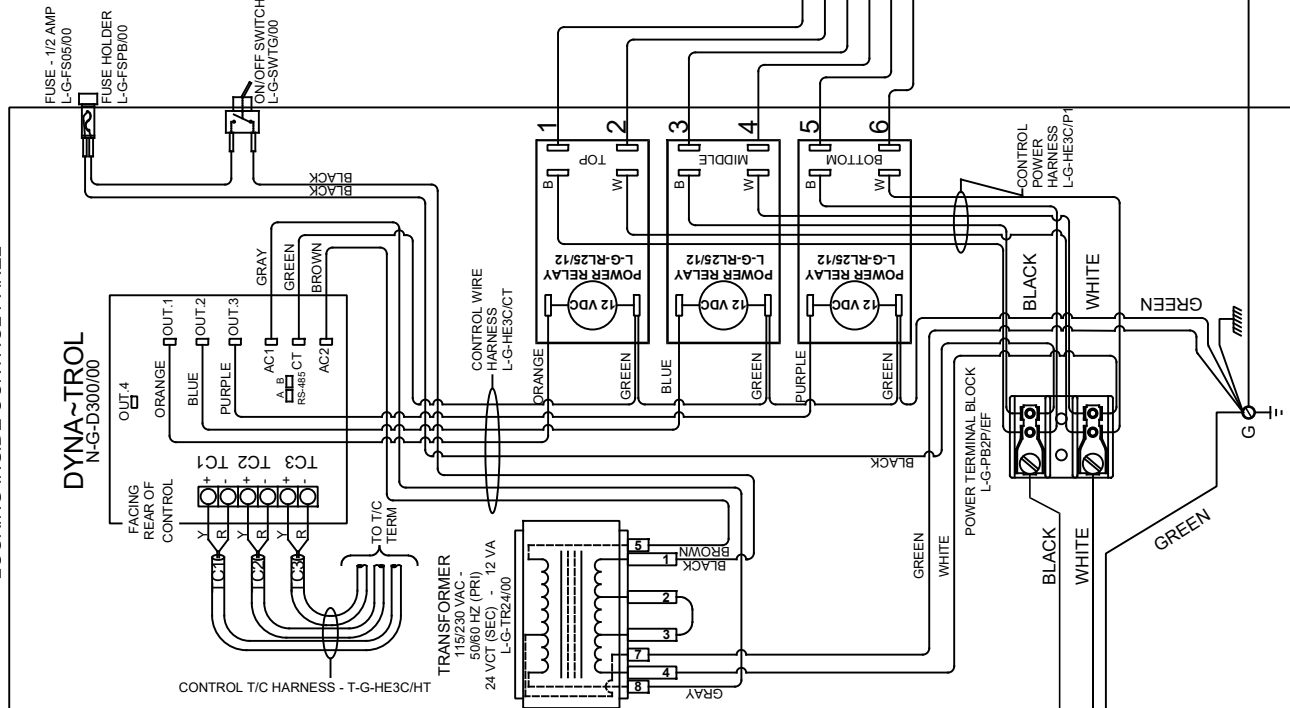 FUSE - 1/2 AMP
L-G-FS05/00
FUSE HOLDER
L-G-FSPB/00
ON/OFF SWITCH
L-G-SWTG/00
BLACK
BLACK
1
2
3
4
5
6
TOP
MIDDLE
BOTTOM
B
W
B
W
B
W
POWER RELAY
L-G-RL25/12
POWER RELAY
L-G-RL25/12
POWER RELAY
L-G-RL25/12
12 VDC
12 VDC
12 VDC
CONTROL
POWER
HARNESS
L-G-HE3C/P1
BLACK
WHITE
GREEN
DYNA~TROL
N-G-D300/00
OUT.4
OUT.1
OUT.2
OUT.3
ORANGE
BLUE
PURPLE
GRAY
GREEN
BROWN
AC1
CT
AC2
A B
RS-485
CONTROL WIRE
HARNESS
L-G-HE3C/CT
ORANGE
GREEN
BLUE
GREEN
PURPLE
GREEN
FACING
REAR OF
CONTROL
TC1
TC2
TC3
+ - + - + -
Y
R
Y
R
Y
R
C1
C2
C3
TO T/C
TERM
CONTROL T/C HARNESS - T-G-HE3C/HT
TRANSFORMER
115/230 VAC -
50/60 HZ (PRI)
24 VCT (SEC) - 12 VA
L-G-TR24/00
5
1
2
3
7
4
8
BROWN
BLACK
GRAY
BLACK
GREEN
WHITE
POWER TERMINAL BLOCK
L-G-PB2P/EF
BLACK
WHITE
GREEN
G